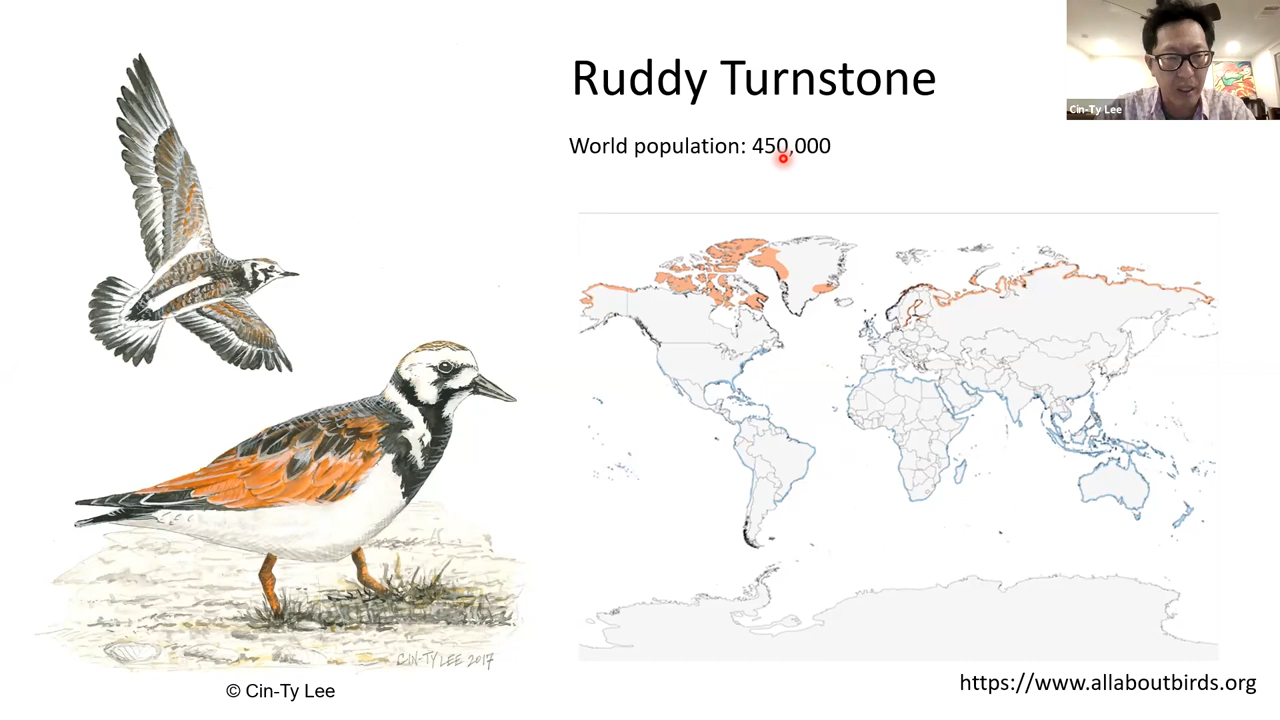 Ruddy Turnstone
World population: 450,000
Cin-Ty Lee
CIN-TY LEE 2017
© Cin-Ty Lee
https://www.allaboutbirds.org